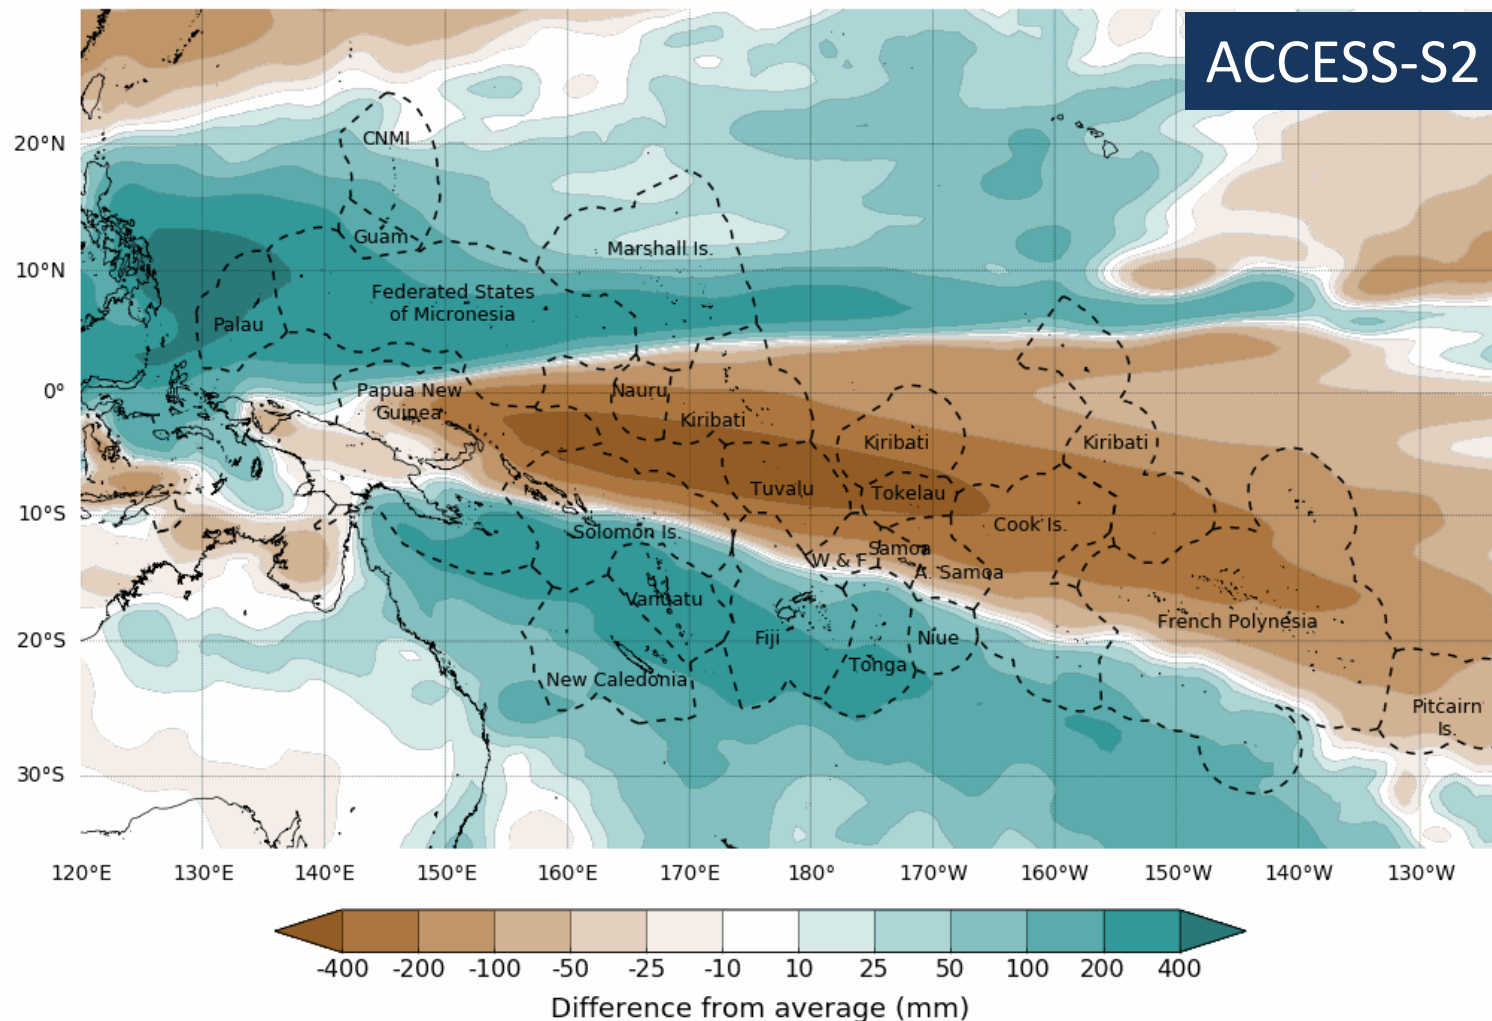 ACCESS-S2
20°N
10°N
0°
10°S
20°S
30°S
CNMI
Guam
Marshall Is.
Federated States
of Micronesia
Palau
Papua New
Guinea
Nauru
Kiribati
Kiribati
Kiribati
Tuvalu
Tokelau
Cook Is.
Solomon Is.
Samoa
W & F
A. Samoa
Vanuatu
French Polynesia
Fiji
Niue
Tonga
New Caledonia
Pitcairn
Is.
120°E 130°E 140°E 150°E 160°E 170°E 180° 170°W 160°W 150°W 140°W 130°W
-400 -200 -100 -50 -25 -10 10 25 50 100 200 400
Difference from average (mm)